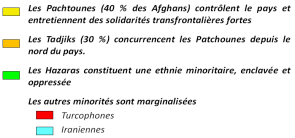 Les Pachtounes (40 % des Afghans) contrôlent le pays et
entretiennent des solidarités transfrontalières fortes
Les Tadjiks (30 %) concurrencent les Patchounes depuis le
nord du pays.
Les Hazaras constituent une ethnie minoritaire, enclavée et
oppressée
Les autres minorités sont marginalisées
Turcophones
Iraniennes